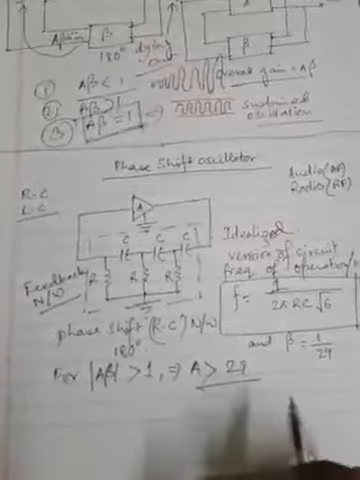 A
Aβ
β
β
180° dying out
① Aβ < 1
overall gain = Aβ
② Aβ > 1
③ Aβ = 1 ⇒ sustained oscillation
Phase Shift Oscillator
R-C
L-C
Audio (AF)
Radio (RF)
A
C C C
R R R
Feedback N/W
Idealized version of circuit
freq of operation
f = 1 / 2π RC √6
Phase Shift (R-C) N/W
180°
and β = 1/29
For |Aβ| > 1, ⇒ A > 29